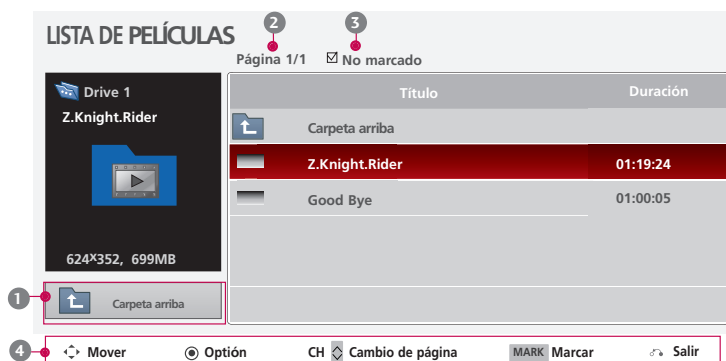 LISTA DE PELÍCULAS
2
3
Página 1/1
No marcado
Drive 1
Z.Knight.Rider
624x352, 699MB
Título
Duración
Carpeta arriba
Z.Knight.Rider
01:19:24
Good Bye
01:00:05
1
Carpeta arriba
4
Mover
Optión
CH
Cambio de página
MARK
Marcar
Salir